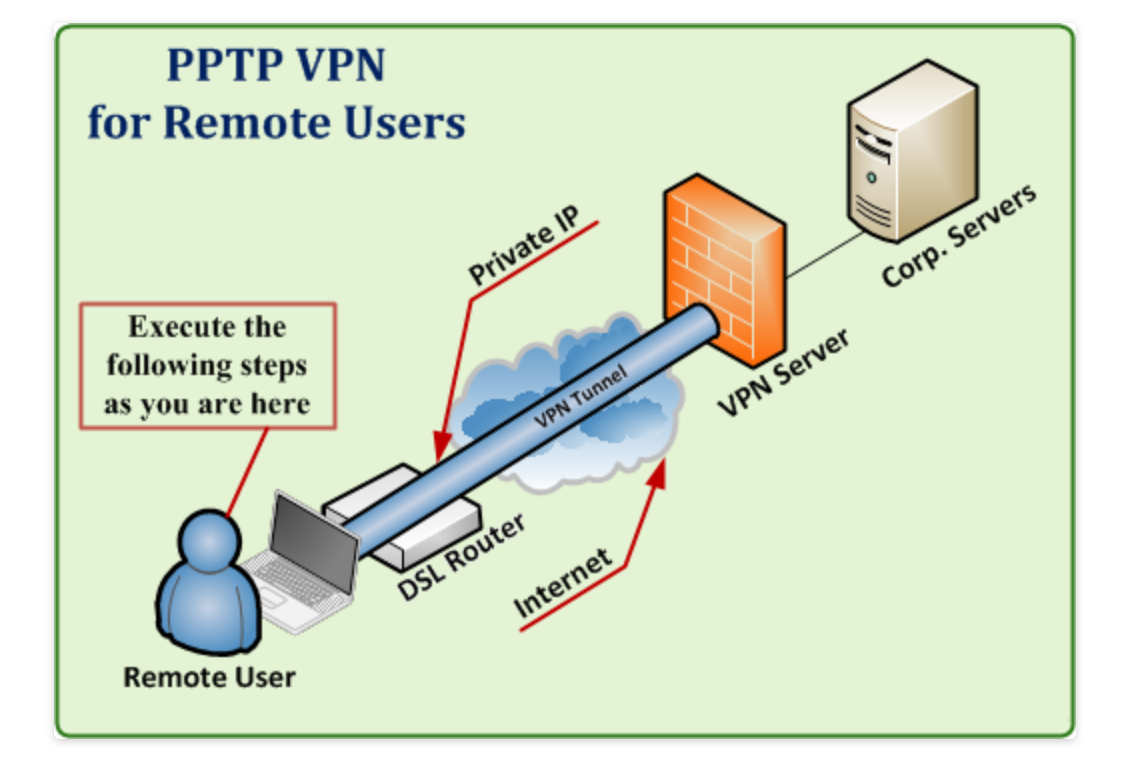 PPTP VPN
for Remote Users
Corp. Servers
Private IP
VPN Server
Execute the
following steps
as you are here
VPN Tunnel
DSL Router
Internet
Remote User